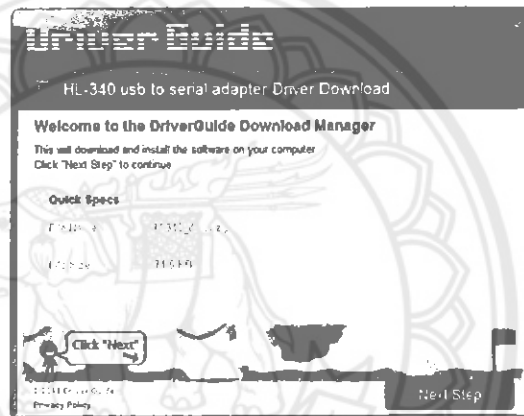 Driver Guide
HL-340 usb to serial adapter Driver Download
Welcome to the DriverGuide Download Manager
This will download and install the software on your computer
Click "Next Step" to continue
Quick Specs
Click "Next"
Privacy Policy
Next Step